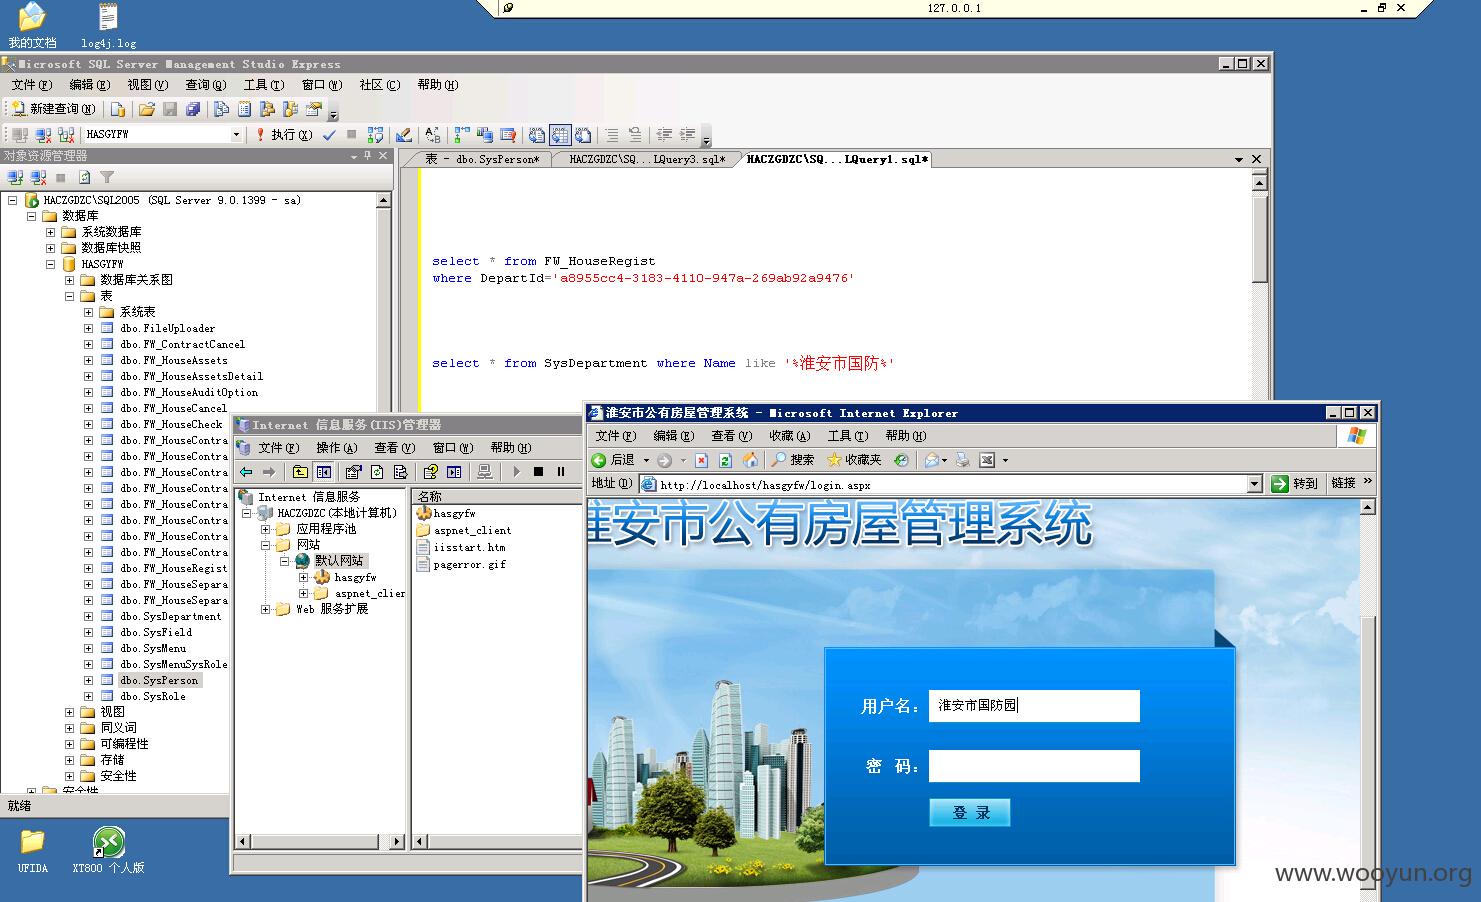 127.0.0.1
我的文档
log4j.log
Microsoft SQL Server Management Studio Express
文件(F) 编辑(E) 视图(V) 查询(Q) 工具(T) 窗口(W) 社区(C) 帮助(H)
新建查询(N)
HASGYFW
执行(X)
对象资源管理器
表 - dbo.SysPerson*
HACZGDZC\SQ...LQuery3.sql*
HACZGDZC\SQ...LQuery1.sql*
HACZGDZC\SQL2005 (SQL Server 9.0.1399 - sa)
数据库
系统数据库
数据库快照
HASGYFW
数据库关系图
表
系统表
dbo.FileUploader
dbo.FW_ContractCancel
dbo.FW_HouseAssets
dbo.FW_HouseAssetsDetail
dbo.FW_HouseAuditOption
dbo.FW_HouseCancel
dbo.FW_HouseCheck
dbo.FW_HouseContra
dbo.FW_HouseContra
dbo.FW_HouseContra
dbo.FW_HouseContra
dbo.FW_HouseContra
dbo.FW_HouseContra
dbo.FW_HouseContra
dbo.FW_HouseContra
dbo.FW_HouseRegist
dbo.FW_HouseSepara
dbo.FW_HouseSepara
dbo.SysDepartment
dbo.SysField
dbo.SysMenu
dbo.SysMenuSysRole
dbo.SysPerson
dbo.SysRole
视图
同义词
可编程性
存储
安全性
安全性
就绪
select * from FW_HouseRegist
where DepartId='a8955cc4-3183-4110-947a-269ab92a9476'
select * from SysDepartment where Name like '%淮安市国防%'
Internet 信息服务(IIS)管理器
文件(F) 操作(A) 查看(V) 窗口(W) 帮助(H)
Internet 信息服务
HACZGDZC(本地计算机)
应用程序池
网站
默认网站
hasgyfw
aspnet_clien
Web 服务扩展
名称
hasgyfw
aspnet_client
iisstart.htm
pagerror.gif
淮安市公有房屋管理系统 - Microsoft Internet Explorer
文件(F) 编辑(E) 查看(V) 收藏(A) 工具(T) 帮助(H)
后退 搜索 收藏夹
地址(D) http://localhost/hasgyfw/login.aspx 转到 链接 »
淮安市公有房屋管理系统
用户名： 淮安市国防园
密 码：
登 录
UFIDA
XT800 个人版
www.wooyun.org